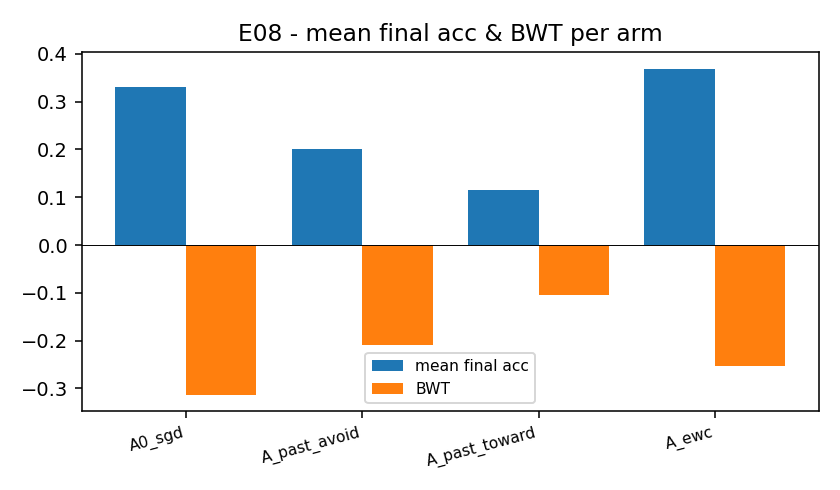 E08 - mean final acc & BWT per arm
0.4
0.3
0.2
0.1
0.0
−0.1
−0.2
−0.3
mean final acc
BWT
A0_sgd
A_past_avoid
A_past_toward
A_ewc